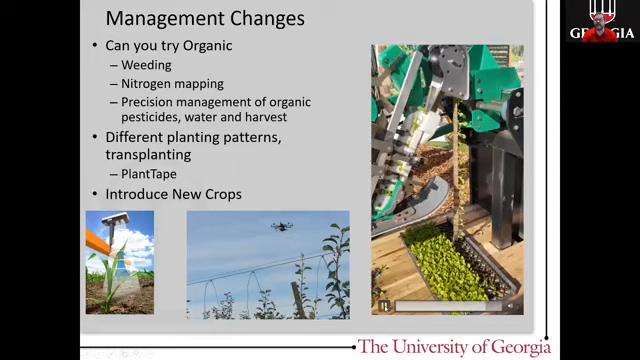 Management Changes
• Can you try Organic
– Weeding
– Nitrogen mapping
– Precision management of organic
pesticides, water and harvest
• Different planting patterns,
transplanting
– PlantTape
• Introduce New Crops
The University of Georgia
GEORGIA